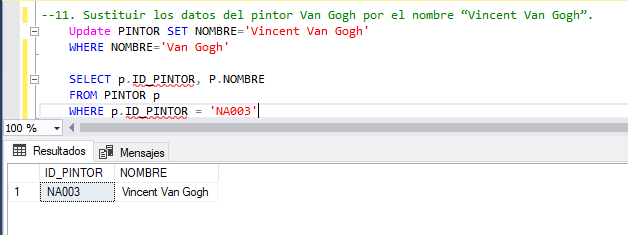 --11. Sustituir los datos del pintor Van Gogh por el nombre “Vincent Van Gogh”.
Update PINTOR SET NOMBRE='Vincent Van Gogh'
WHERE NOMBRE='Van Gogh'
SELECT p.ID_PINTOR, P.NOMBRE
FROM PINTOR p
WHERE p.ID_PINTOR = 'NA003'
100 %
Resultados Mensajes
ID_PINTOR NOMBRE
1 NA003 Vincent Van Gogh